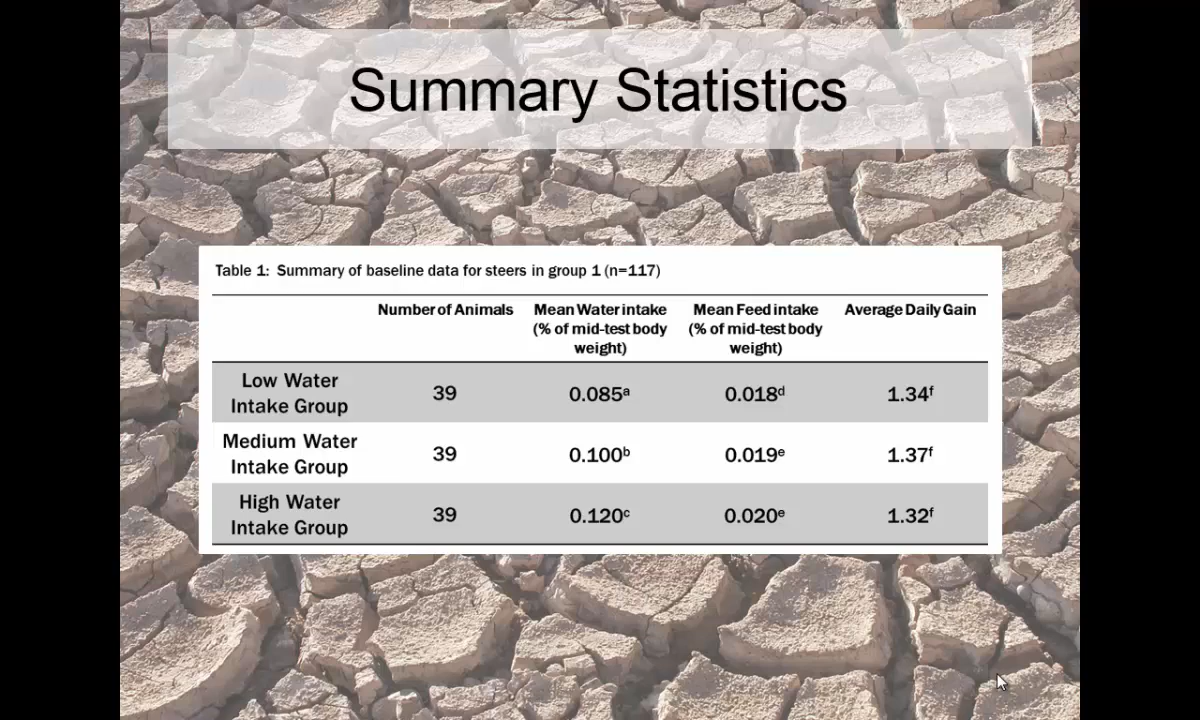 Summary Statistics
Table 1: Summary of baseline data for steers in group 1 (n=117)
Number of Animals Mean Water intake (% of mid-test body weight) Mean Feed intake (% of mid-test body weight) Average Daily Gain
Low Water Intake Group 39 0.085ᵃ 0.018ᵈ 1.34ᶠ
Medium Water Intake Group 39 0.100ᵇ 0.019ᵉ 1.37ᶠ
High Water Intake Group 39 0.120ᶜ 0.020ᵉ 1.32ᶠ